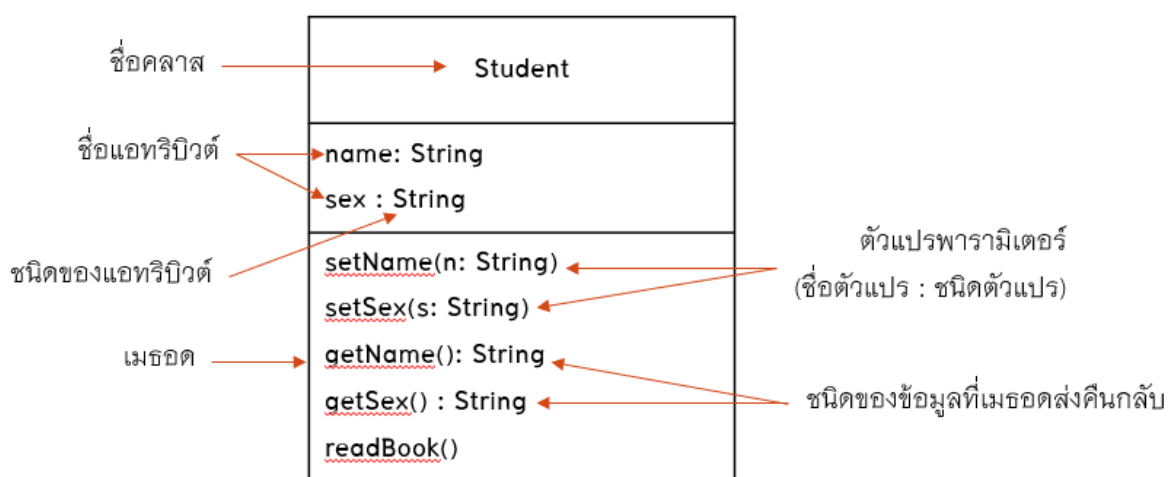 ชื่อคลาส
Student
ชื่อแอทริบิวต์
name: String
sex : String
ชนิดของแอทริบิวต์
ตัวแปรพารามิเตอร์
(ชื่อตัวแปร : ชนิดตัวแปร)
setName(n: String)
setSex(s: String)
เมธอด
getName(): String
getSex() : String
ชนิดของข้อมูลที่เมธอดส่งคืนกลับ
readBook()